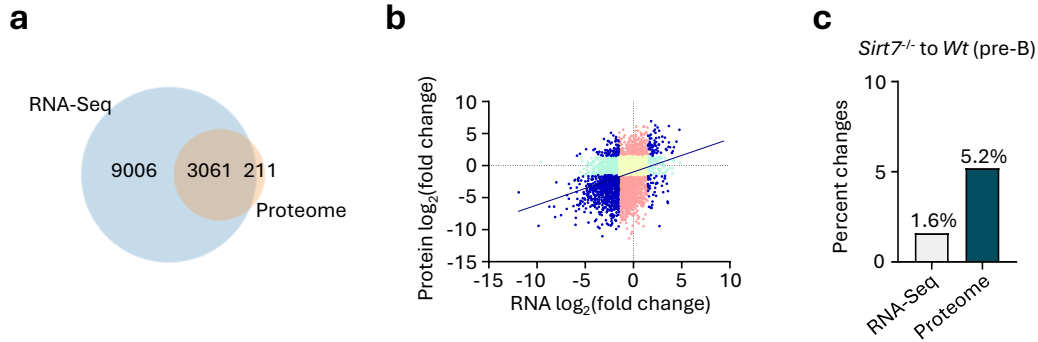 a
RNA-Seq
9006
3061
211
Proteome
b
Protein log2(fold change)
10
5
0
-5
-10
-15
-15
-10
-5
0
5
10
RNA log2(fold change)
c
Sirt7-/- to Wt (pre-B)
Percent changes
10
5
0
1.6%
5.2%
RNA-Seq
Proteome